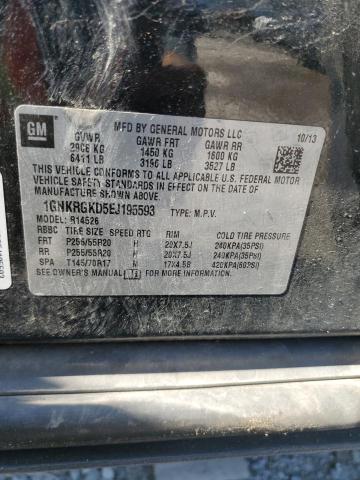 GM
MFD BY GENERAL MOTORS LLC
10/13
GVWR GAWR FRT GAWR RR
2908 KG 1450 KG 1600 KG
6411 LB 3196 LB 3527 LB
THIS VEHICLE CONFORMS TO ALL APPLICABLE U.S. FEDERAL MOTOR
VEHICLE SAFETY AND THEFT PREVENTION STANDARDS IN EFFECT ON THE DATE OF
MANUFACTURE SHOWN ABOVE.
1GNKRGKD5EJ195593 TYPE: M.P.V.
MODEL: R14526
RBBC TIRE SIZE SPEED RTG RIM COLD TIRE PRESSURE
FRT P255/55R20 H 20X7.5J 240KPA(35PSI)
RR P255/55R20 H 20X7.5J 240KPA(35PSI)
SPA T145/70R17 M 17X4.5B 420KPA(60PSI)
SEE OWNER'S MANUAL FOR MORE INFORMATION.